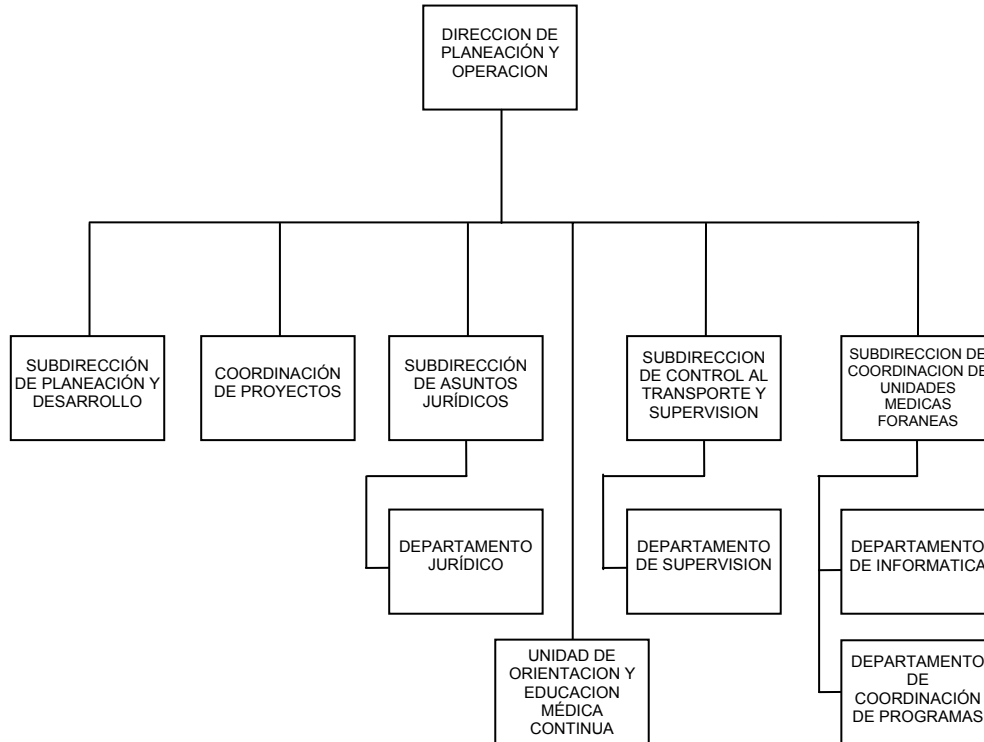 DIRECCION DE
PLANEACIÓN Y
OPERACION
SUBDIRECCIÓN
DE PLANEACIÓN Y
DESARROLLO
COORDINACIÓN
DE PROYECTOS
SUBDIRECCIÓN
DE ASUNTOS
JURÍDICOS
SUBDIRECCION
DE CONTROL AL
TRANSPORTE Y
SUPERVISION
SUBDIRECCION DE
COORDINACION DE
UNIDADES
MEDICAS
FORANEAS
DEPARTAMENTO
JURÍDICO
DEPARTAMENTO
DE SUPERVISION
DEPARTAMENTO
DE INFORMATICA
UNIDAD DE
ORIENTACION Y
EDUCACION
MÉDICA
CONTINUA
DEPARTAMENTO
DE
COORDINACIÓN
DE PROGRAMAS